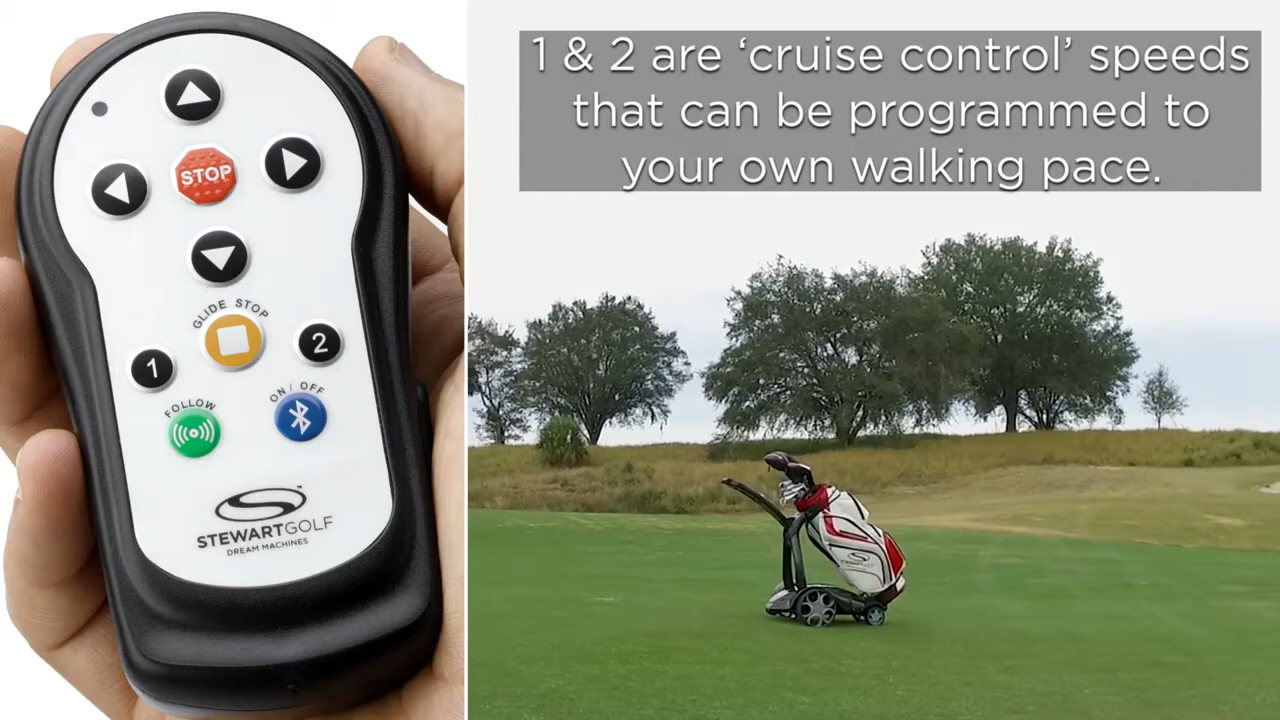 STOP
GLIDE STOP
1
2
FOLLOW
ON / OFF
STEWARTGOLF
DREAM MACHINES
1 & 2 are ‘cruise control’ speeds
that can be programmed to
your own walking pace.